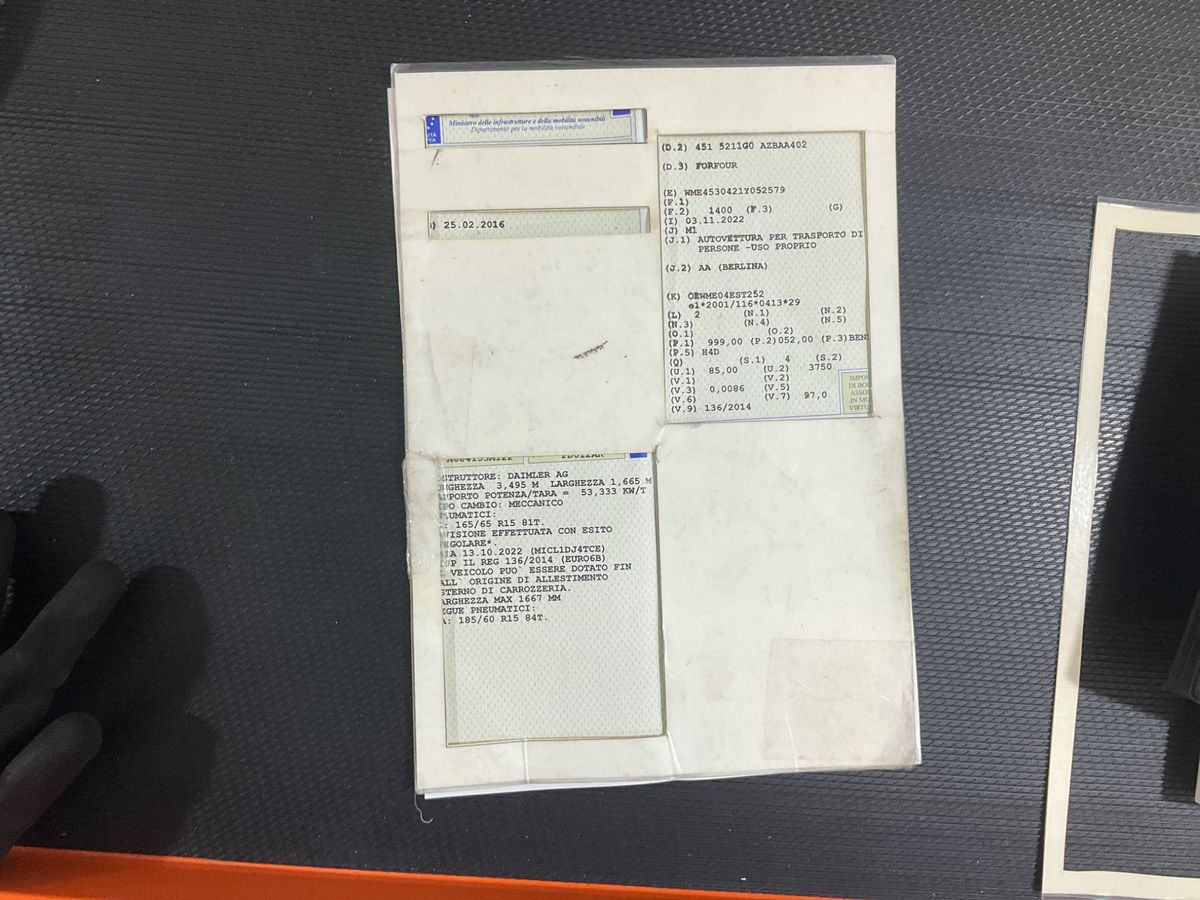 Ministero delle infrastrutture e della mobilità sostenibili
Dipartimento per la mobilità sostenibile
) 25.02.2016
(D.2) 451 5211G0 AZBAA402
(D.3) FORFOUR
(E) WME4530421Y052579
(F.1)
(F.2) 1400 (F.3) (G)
(I) 03.11.2022
(J) M1
(J.1) AUTOVETTURA PER TRASPORTO DI
PERSONE -USO PROPRIO
(J.2) AA (BERLINA)
(K) OEWME04EST252
e1*2001/116*0413*29
(L) 2 (N.1) (N.2)
(N.3) (N.4) (N.5)
(O.1) (O.2)
(P.1) 999,00 (P.2)052,00 (P.3)BEN
(P.5) H4D
(Q) (S.1) 4 (S.2)
(U.1) 85,00 (U.2) 3750
(V.1) (V.2)
(V.3) 0,0086 (V.5)
(V.6) (V.7) 97,0
(V.9) 136/2014
STRUTTORE: DAIMLER AG
GHEZZA 3,495 M LARGHEZZA 1,665 M
PPORTO POTENZA/TARA = 53,333 KW/T
PO CAMBIO: MECCANICO
UMATICI:
: 165/65 R15 81T.
VISIONE EFFETTUATA CON ESITO
GOLARE*.
13.10.2022 (MICL1DJ4TCE)
IL REG 136/2014 (EURO6B)
VEICOLO PUO` ESSERE DOTATO FIN
ALL` ORIGINE DI ALLESTIMENTO
STERNO DI CARROZZERIA.
ARGHEZZA MAX 1667 MM
EGUE PNEUMATICI:
: 185/60 R15 84T.